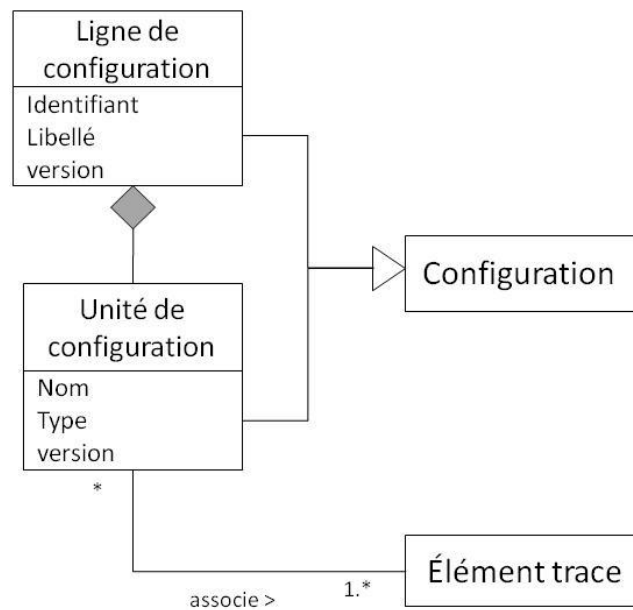 Ligne de
configuration
Identifiant
Libellé
version
Configuration
Unité de
configuration
Nom
Type
version
*
associe >
1.*
Élément trace